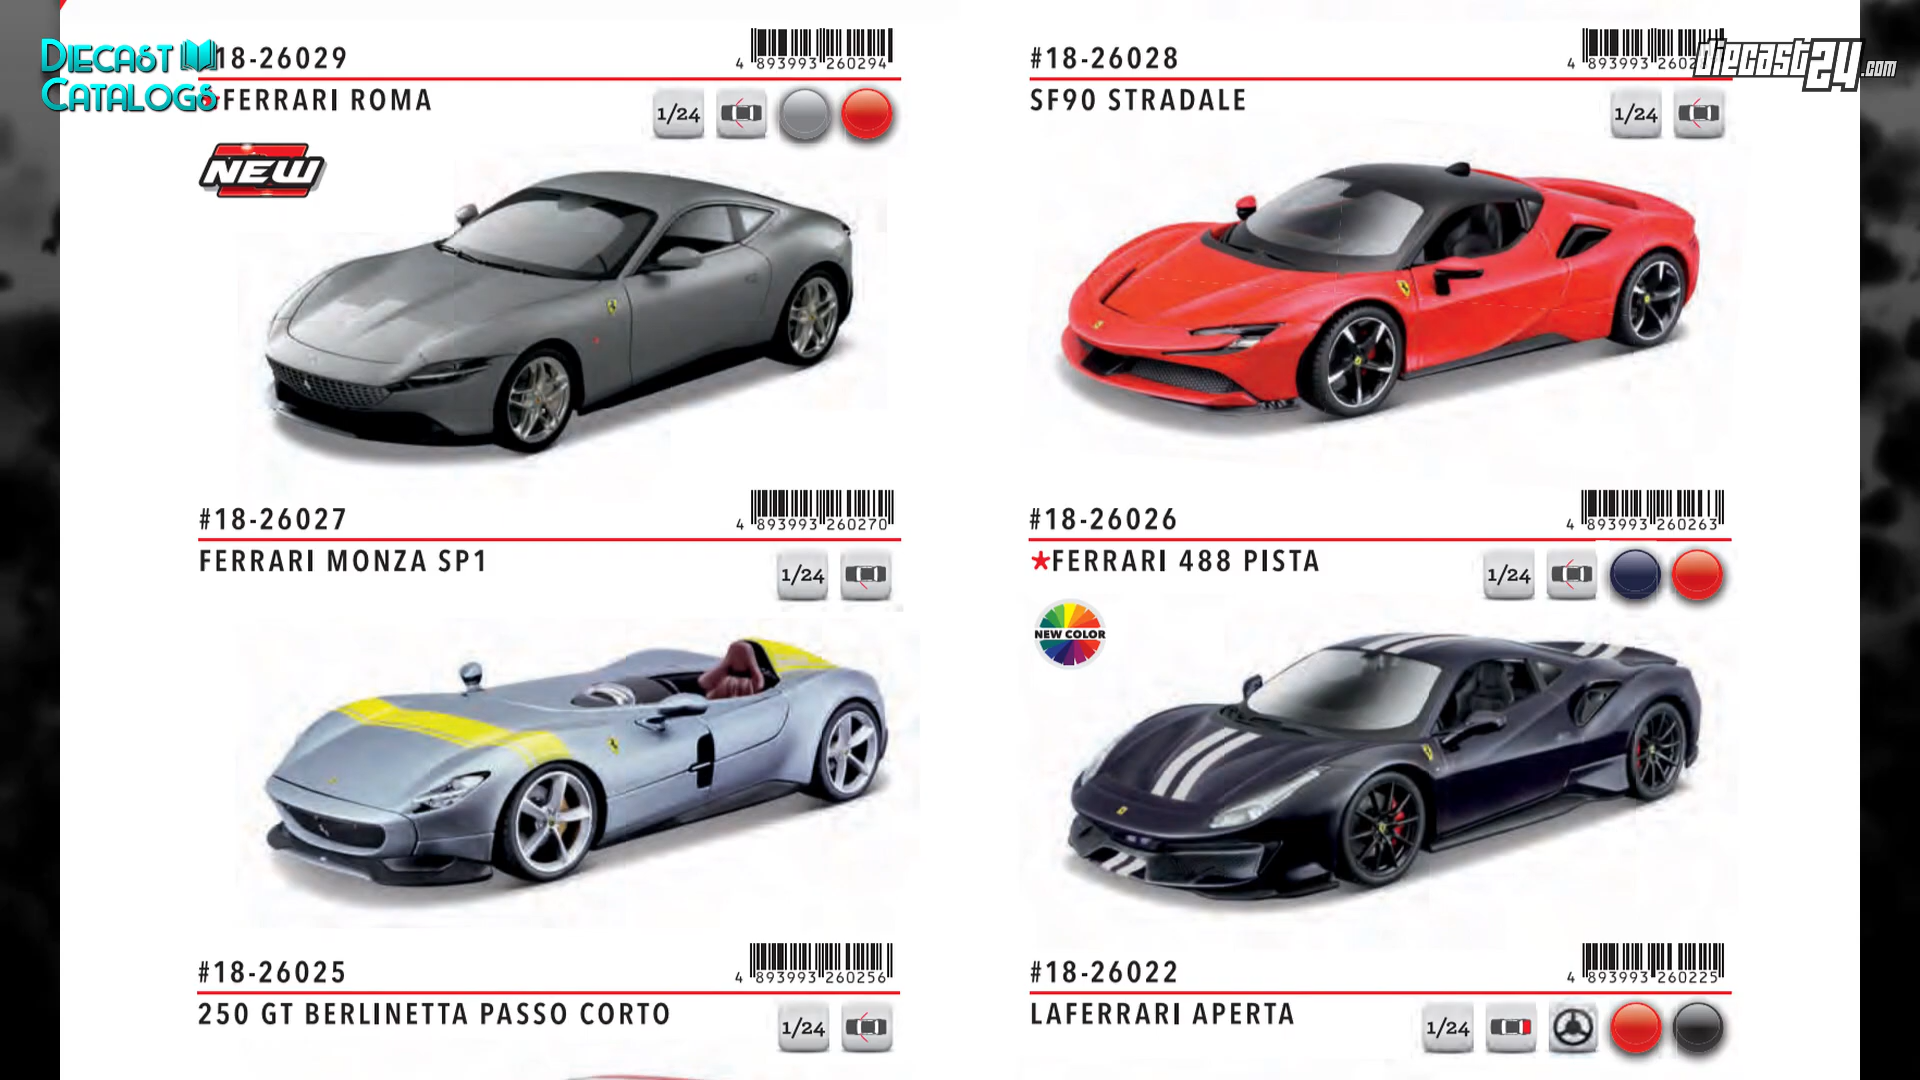 DIECAST
CATALOGS
18-26029
4 893993 260294
FERRARI ROMA
1/24
NEW
#18-26028
diecast24.com
SF90 STRADALE
1/24
#18-26027
4 893993 260270
FERRARI MONZA SP1
1/24
#18-26026
4 893993 260263
*FERRARI 488 PISTA
1/24
NEW COLOR
#18-26025
4 893993 260256
250 GT BERLINETTA PASSO CORTO
1/24
#18-26022
4 893993 260225
LAFERRARI APERTA
1/24